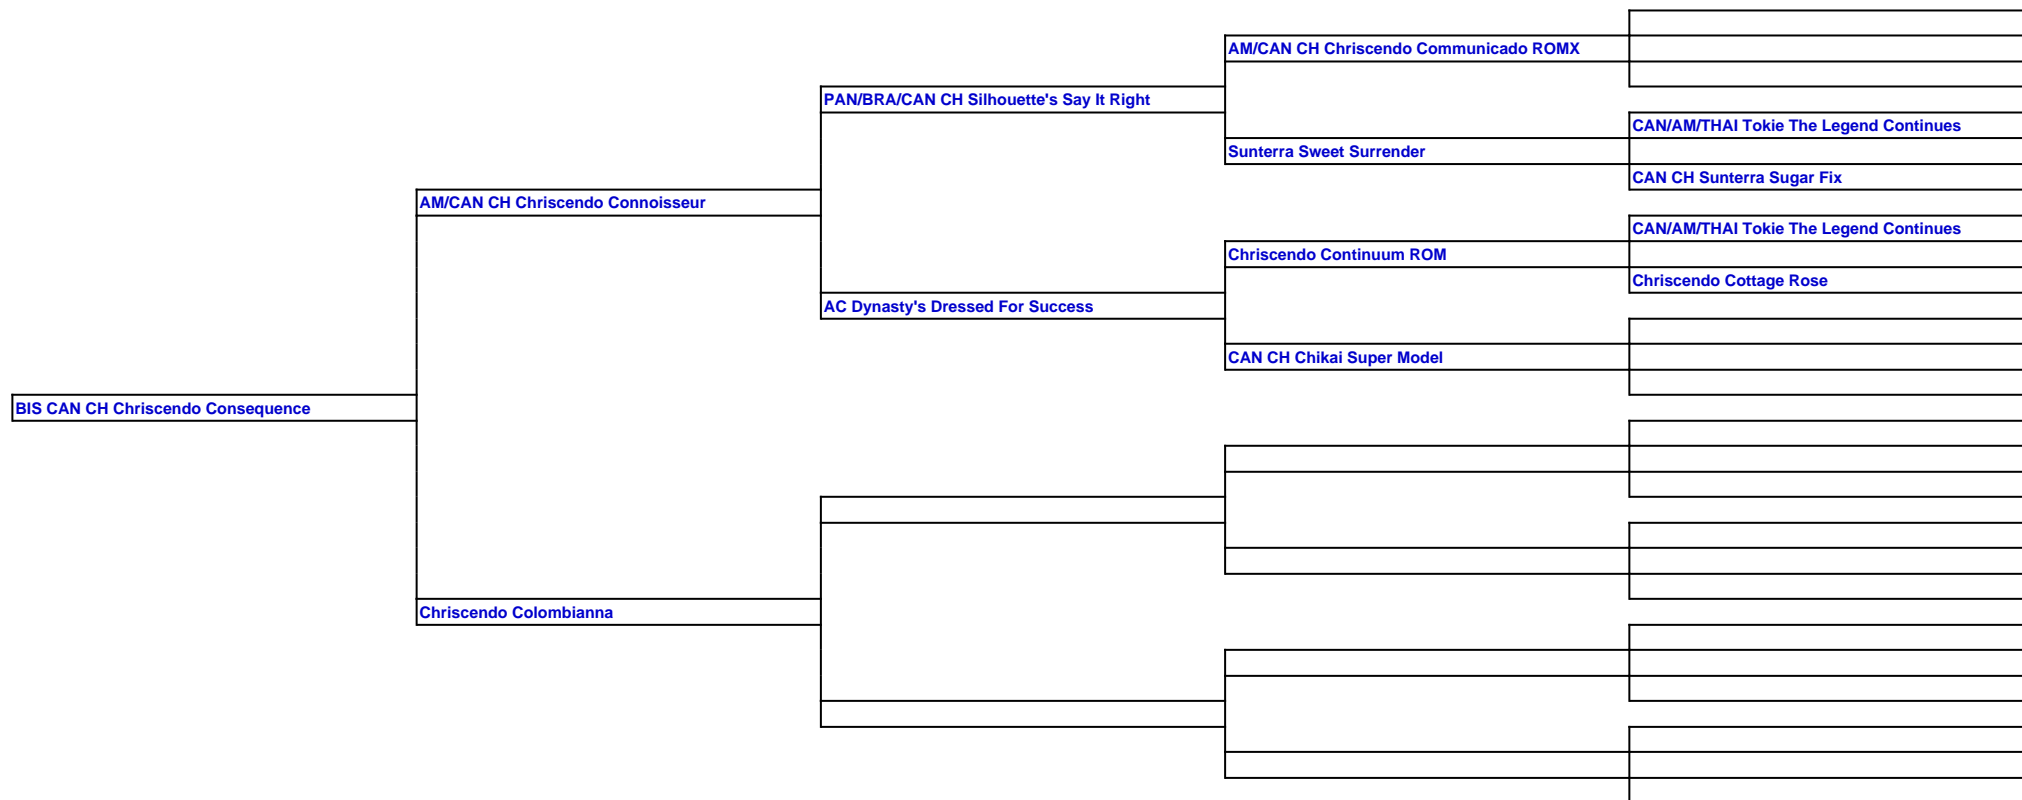 AM/CAN CH Chriscendo Communicado ROMX
PAN/BRA/CAN CH Silhouette's Say It Right
CAN/AM/THAI Tokie The Legend Continues
Sunterra Sweet Surrender
CAN CH Sunterra Sugar Fix
AM/CAN CH Chriscendo Connoisseur
CAN/AM/THAI Tokie The Legend Continues
Chriscendo Continuum ROM
Chriscendo Cottage Rose
AC Dynasty's Dressed For Success
CAN CH Chikai Super Model
BIS CAN CH Chriscendo Consequence
Chriscendo Colombianna